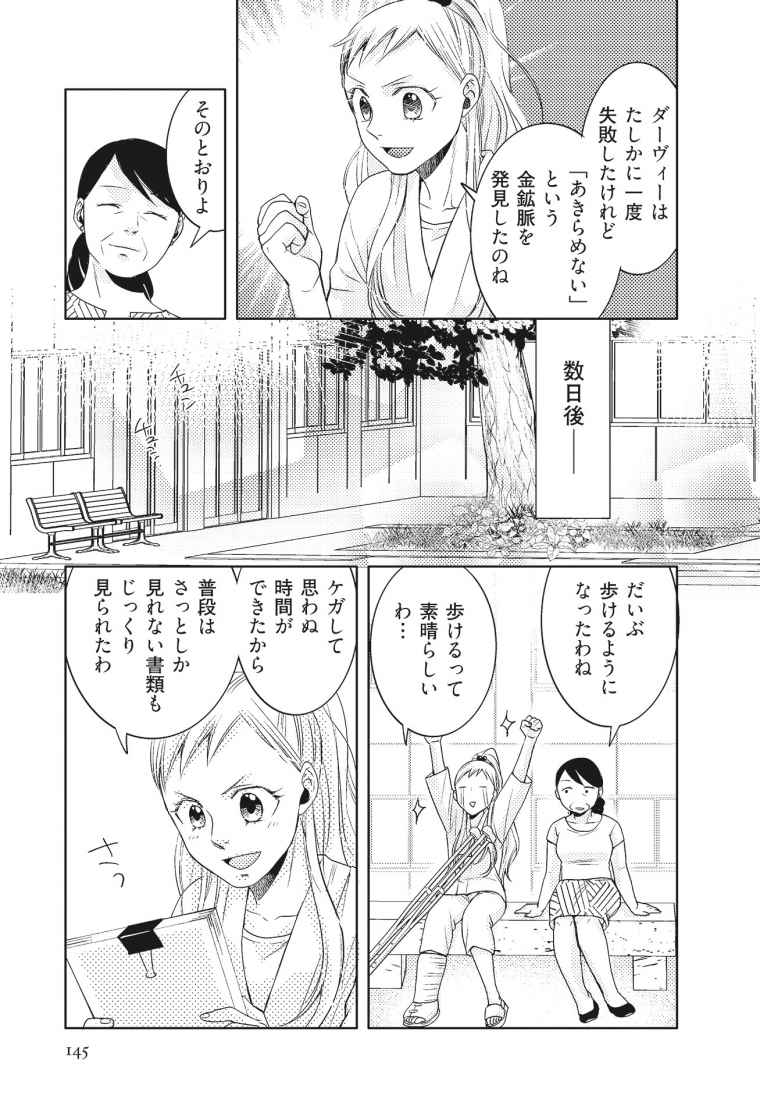 ダーヴィーは
たしかに一度
失敗したけれど
「あきらめない」
という
金鉱脈を
発見したのね
そのとおりよ
数日後――
チュン
チュン
だいぶ
歩けるように
なったわね
歩けるって
素晴らしい
わ…
ケガして
思わぬ
時間が
できたから
普段は
さっとしか
見れない書類も
じっくり
見られたわ
さっ
145